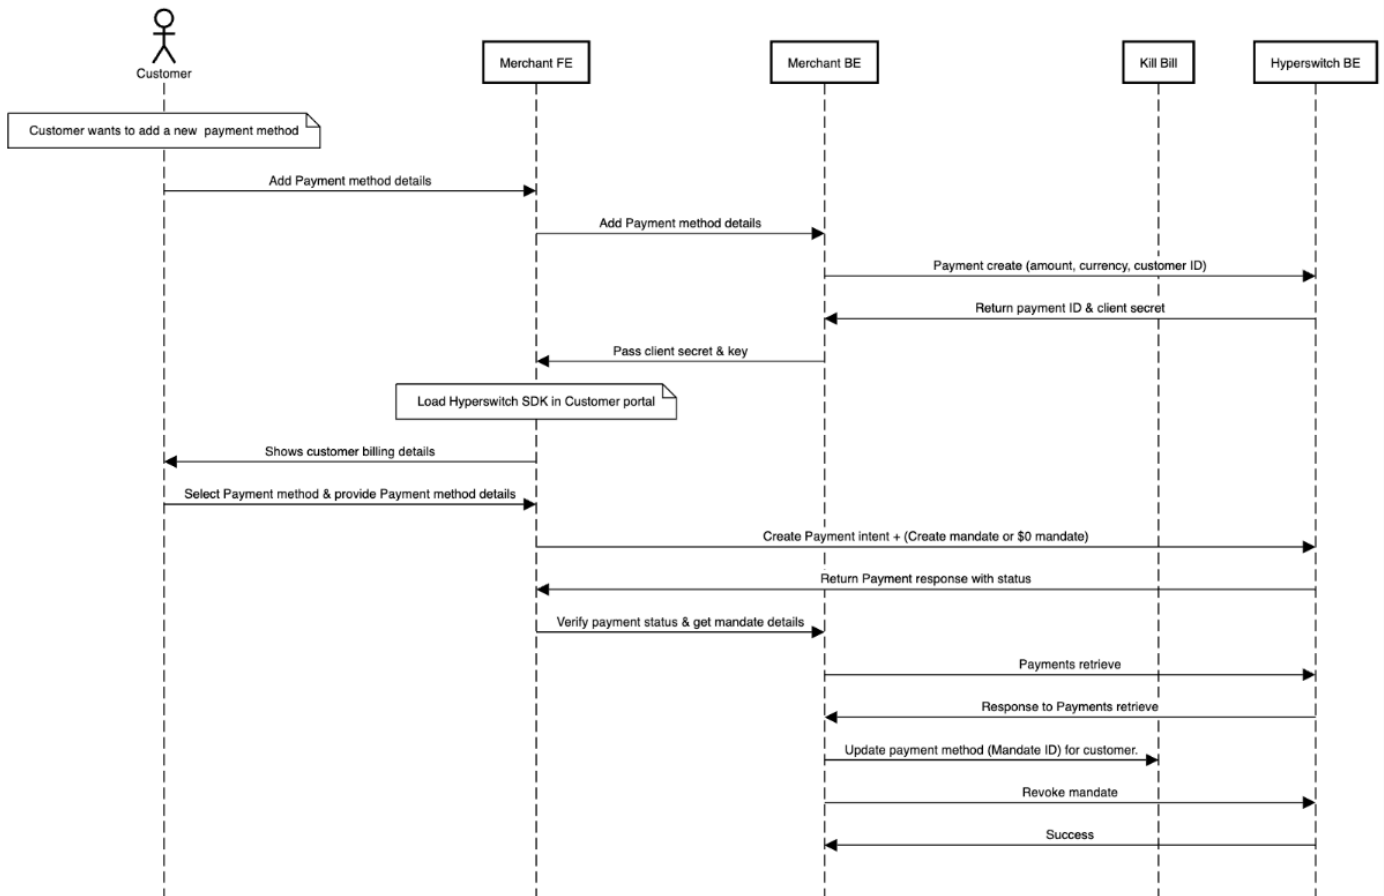 Customer
Merchant FE
Merchant BE
Kill Bill
Hyperswitch BE
Customer wants to add a new payment method
Add Payment method details
Add Payment method details
Payment create (amount, currency, customer ID)
Return payment ID & client secret
Pass client secret & key
Load Hyperswitch SDK in Customer portal
Shows customer billing details
Select Payment method & provide Payment method details
Create Payment intent + (Create mandate or $0 mandate)
Return Payment response with status
Verify payment status & get mandate details
Payments retrieve
Response to Payments retrieve
Update payment method (Mandate ID) for customer.
Revoke mandate
Success